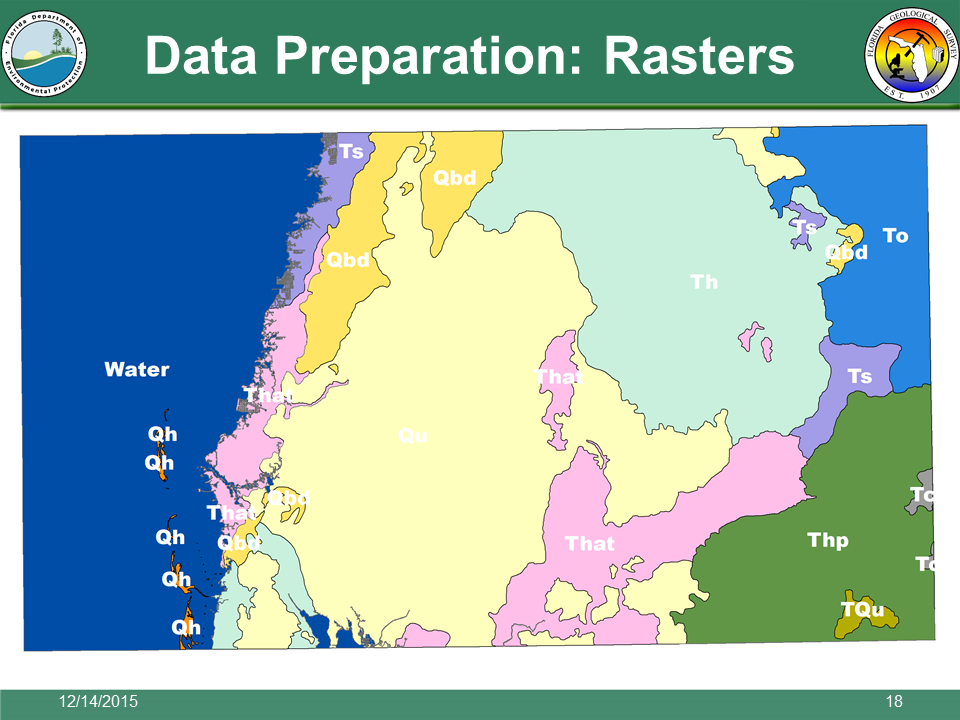 Florida Department of
Environmental Protection
Data Preparation: Rasters
FLORIDA GEOLOGICAL SURVEY
EST. 1907
Ts
Qbd
Ts
To
Qbd
Qbd
Th
Water
That
Ts
That
Qu
Qh
Qh
Tc
Qbd
That
Qh
Qbd
That
Thp
Tc
Qh
TQu
Qh
12/14/2015
18